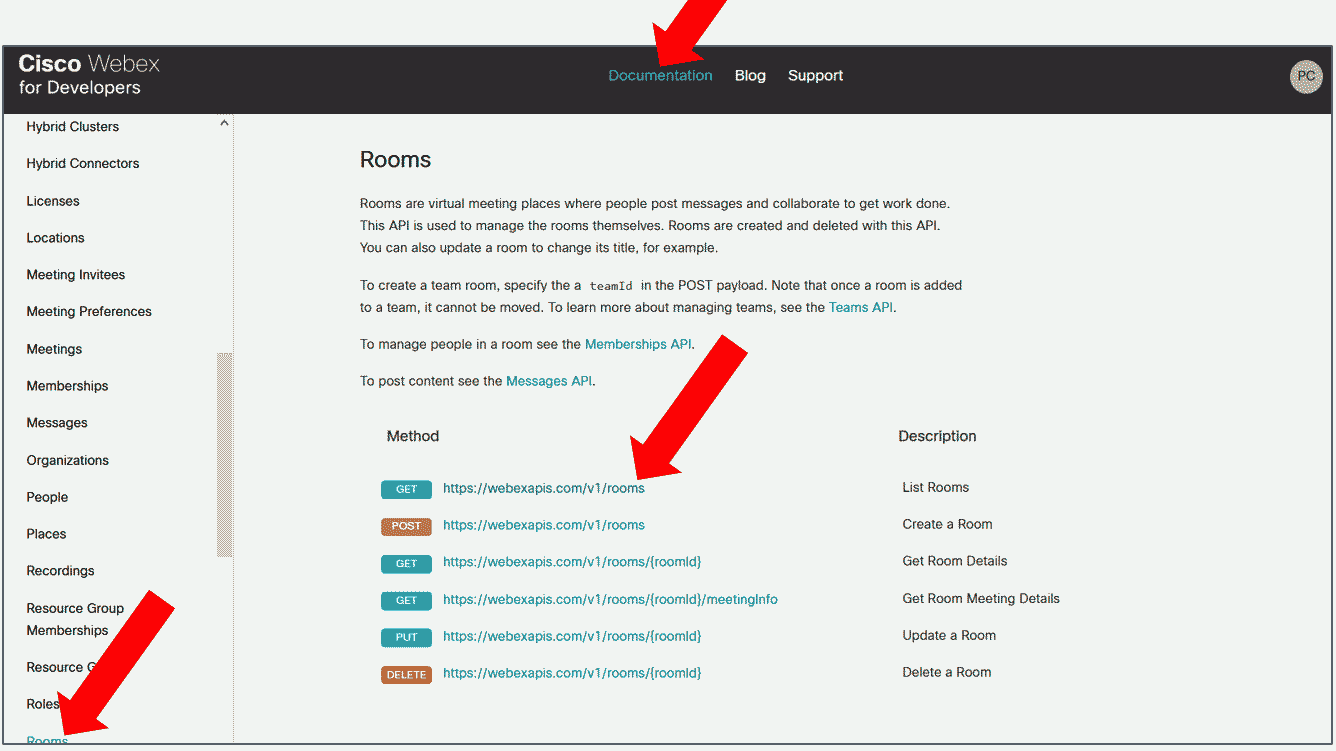 Cisco Webex
for Developers
Documentation
Blog
Support
PC
Hybrid Clusters
Hybrid Connectors
Licenses
Locations
Meeting Invitees
Meeting Preferences
Meetings
Memberships
Messages
Organizations
People
Places
Recordings
Resource Group
Memberships
Resource
Roles
Rooms
Rooms
Rooms are virtual meeting places where people post messages and collaborate to get work done.
This API is used to manage the rooms themselves. Rooms are created and deleted with this API.
You can also update a room to change its title, for example.
To create a team room, specify the a teamId in the POST payload. Note that once a room is added
to a team, it cannot be moved. To learn more about managing teams, see the Teams API.
To manage people in a room see the Memberships API.
To post content see the Messages API.
Method Description
GET https://webexapis.com/v1/rooms List Rooms
POST https://webexapis.com/v1/rooms Create a Room
GET https://webexapis.com/v1/rooms/{roomId} Get Room Details
GET https://webexapis.com/v1/rooms/{roomId}/meetingInfo Get Room Meeting Details
PUT https://webexapis.com/v1/rooms/{roomId} Update a Room
DELETE https://webexapis.com/v1/rooms/{roomId} Delete a Room